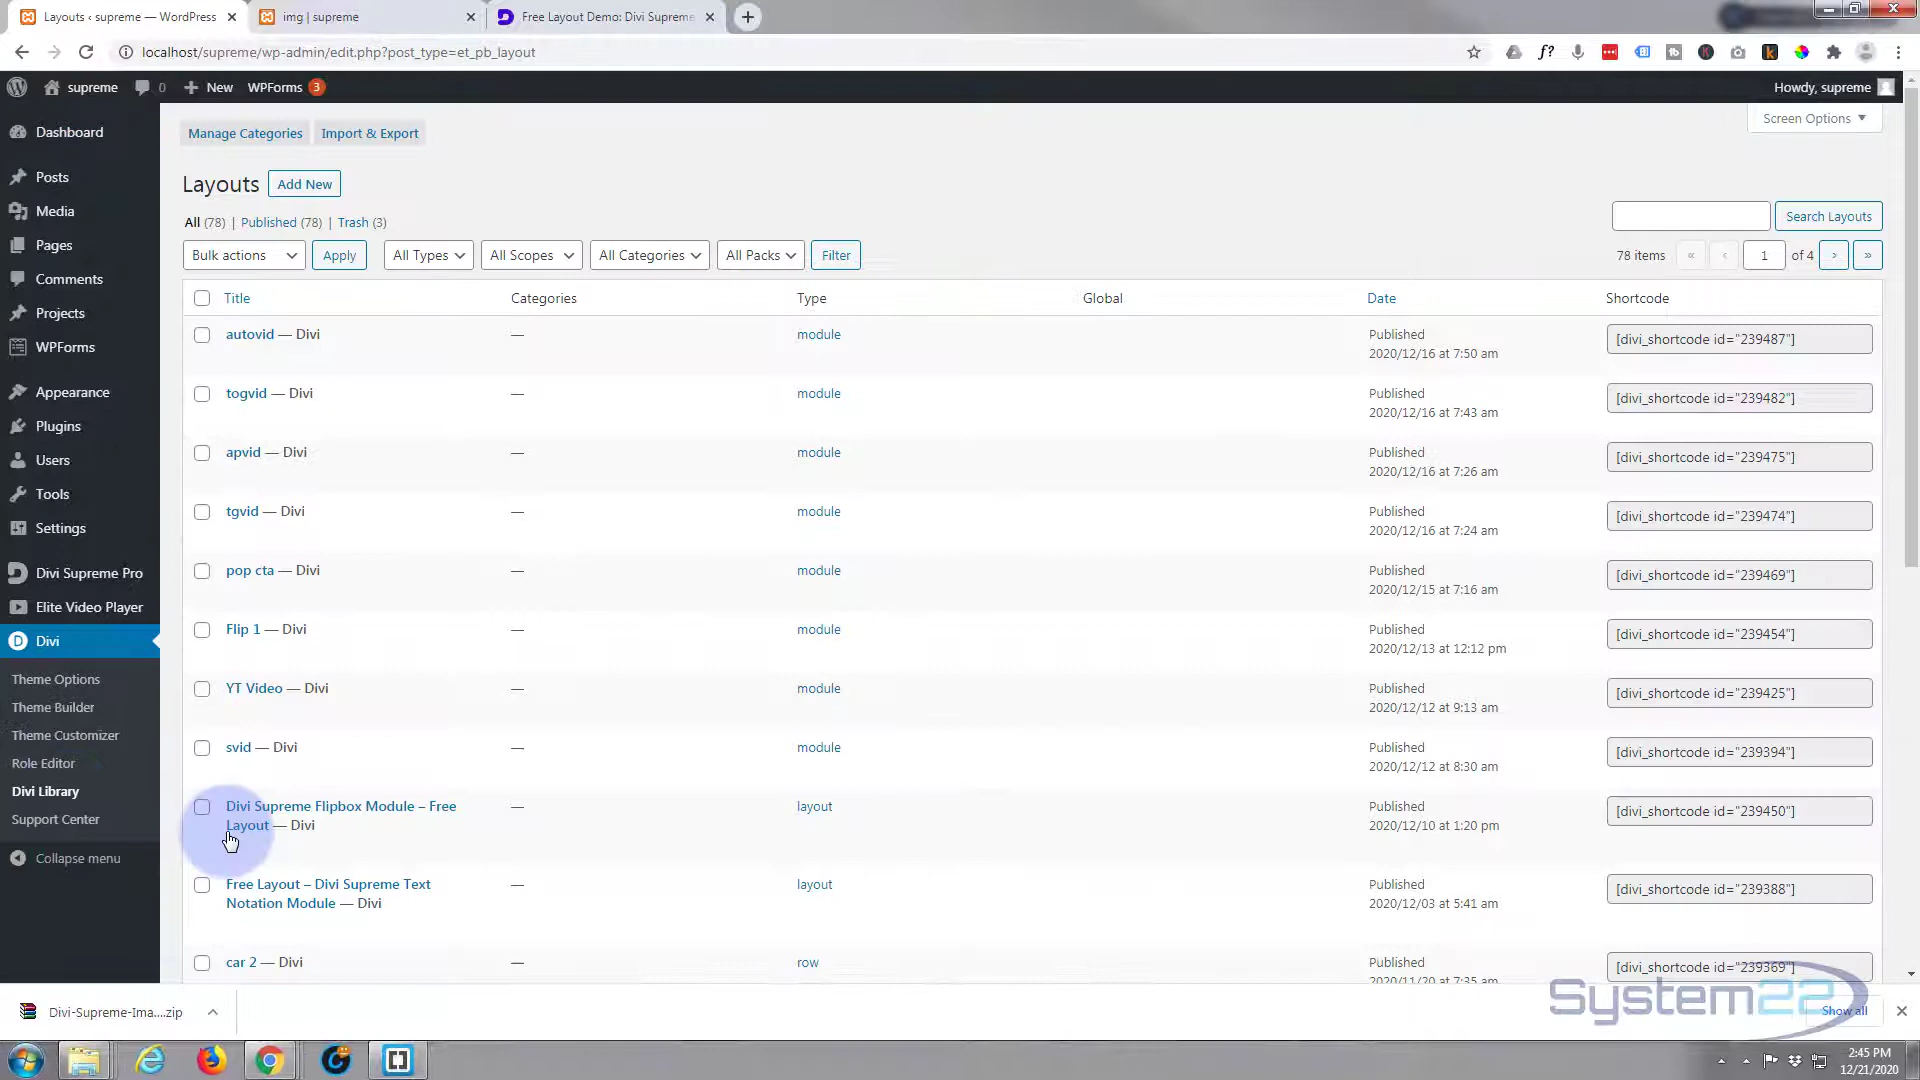 Layouts ‹ supreme — WordPress
img | supreme
Free Layout Demo: Divi Supreme
localhost/supreme/wp-admin/edit.php?post_type=et_pb_layout
supreme
0
New
WPForms 3
Howdy, supreme
Dashboard
Posts
Media
Pages
Comments
Projects
WPForms
Appearance
Plugins
Users
Tools
Settings
Divi Supreme Pro
Elite Video Player
Divi
Theme Options
Theme Builder
Theme Customizer
Role Editor
Divi Library
Support Center
Collapse menu
Manage Categories
Import & Export
Screen Options
Layouts
Add New
All (78) | Published (78) | Trash (3)
Search Layouts
Bulk actions
Apply
All Types
All Scopes
All Categories
All Packs
Filter
78 items « ‹ 1 of 4 › »
Title Categories Type Global Date Shortcode
autovid — Divi — module Published [divi_shortcode id="239487"]
2020/12/16 at 7:50 am
togvid — Divi — module Published [divi_shortcode id="239482"]
2020/12/16 at 7:43 am
apvid — Divi — module Published [divi_shortcode id="239475"]
2020/12/16 at 7:26 am
tgvid — Divi — module Published [divi_shortcode id="239474"]
2020/12/16 at 7:24 am
pop cta — Divi — module Published [divi_shortcode id="239469"]
2020/12/15 at 7:16 am
Flip 1 — Divi — module Published [divi_shortcode id="239454"]
2020/12/13 at 12:12 pm
YT Video — Divi — module Published [divi_shortcode id="239425"]
2020/12/12 at 9:13 am
svid — Divi — module Published [divi_shortcode id="239394"]
2020/12/12 at 8:30 am
Divi Supreme Flipbox Module – Free — layout Published [divi_shortcode id="239450"]
Layout — Divi 2020/12/10 at 1:20 pm
Free Layout – Divi Supreme Text — layout Published [divi_shortcode id="239388"]
Notation Module — Divi 2020/12/03 at 5:41 am
car 2 — Divi — row Published [divi_shortcode id="239369"]
2020/11/20 at 7:35 am
Divi-Supreme-Ima....zip
System22
Show all
2:45 PM
12/21/2020